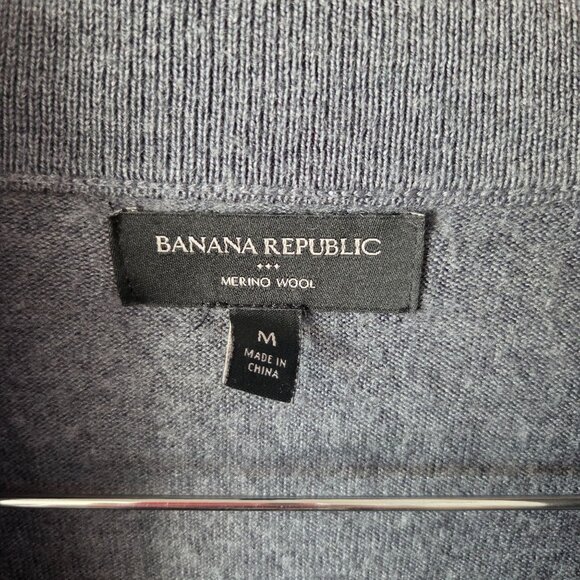 BANANA REPUBLIC
MERINO WOOL
M
MADE IN
CHINA